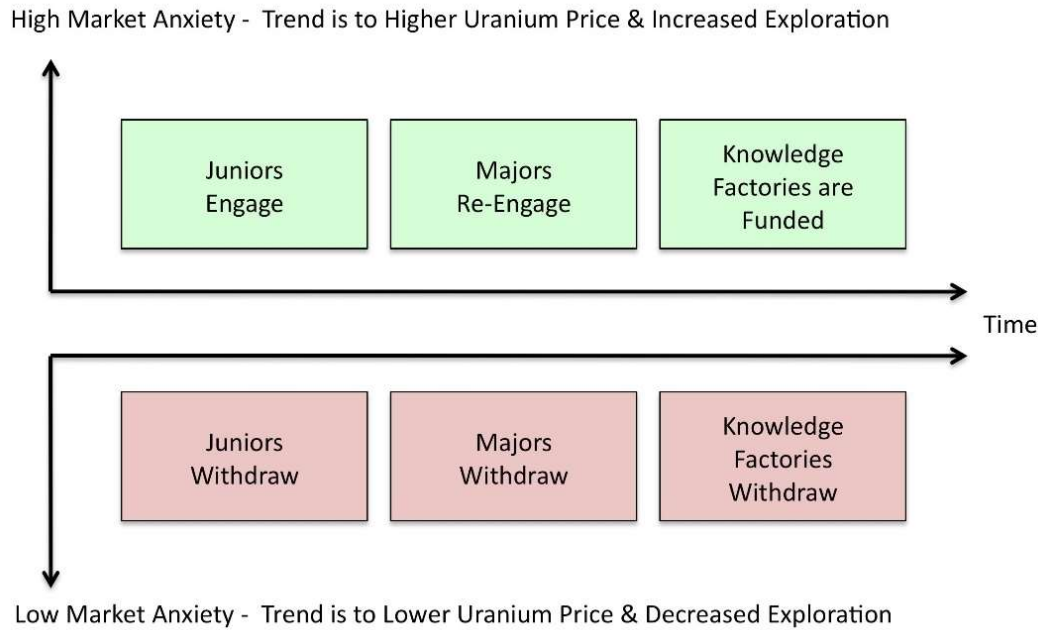 High Market Anxiety - Trend is to Higher Uranium Price & Increased Exploration
Juniors
Engage
Majors
Re-Engage
Knowledge
Factories are
Funded
Time
Juniors
Withdraw
Majors
Withdraw
Knowledge
Factories
Withdraw
Low Market Anxiety - Trend is to Lower Uranium Price & Decreased Exploration